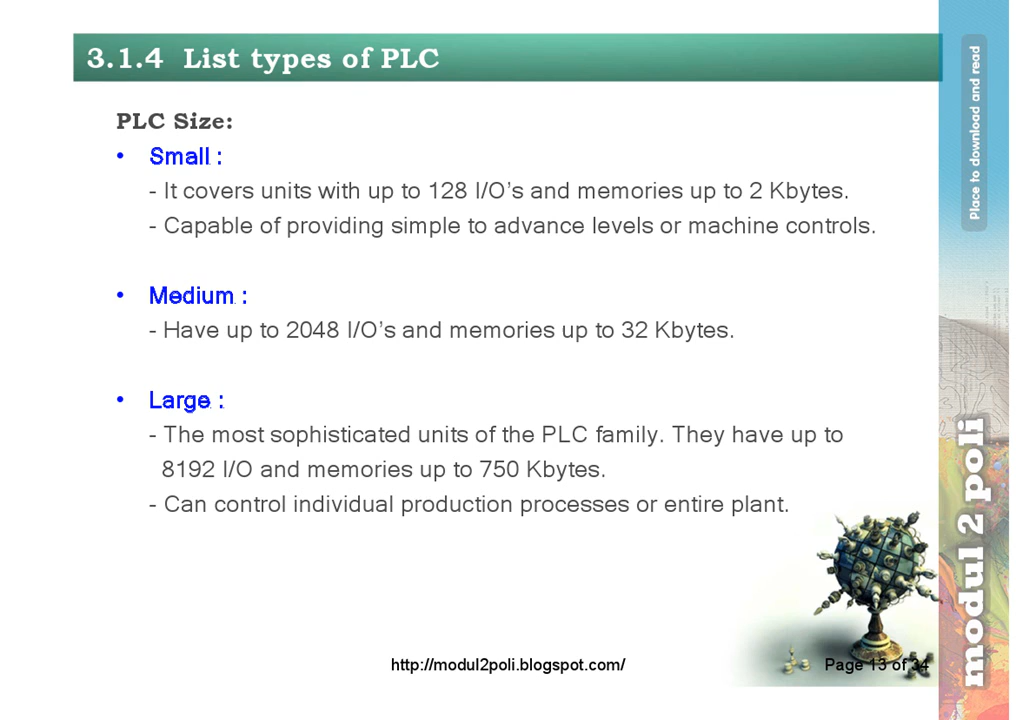 3.1.4 List types of PLC
PLC Size:
• Small :
- It covers units with up to 128 I/O’s and memories up to 2 Kbytes.
- Capable of providing simple to advance levels or machine controls.
• Medium :
- Have up to 2048 I/O’s and memories up to 32 Kbytes.
• Large :
- The most sophisticated units of the PLC family. They have up to
8192 I/O and memories up to 750 Kbytes.
- Can control individual production processes or entire plant.
http://modul2poli.blogspot.com/
Page 13 of 34
Place to download and read
modul 2 poli